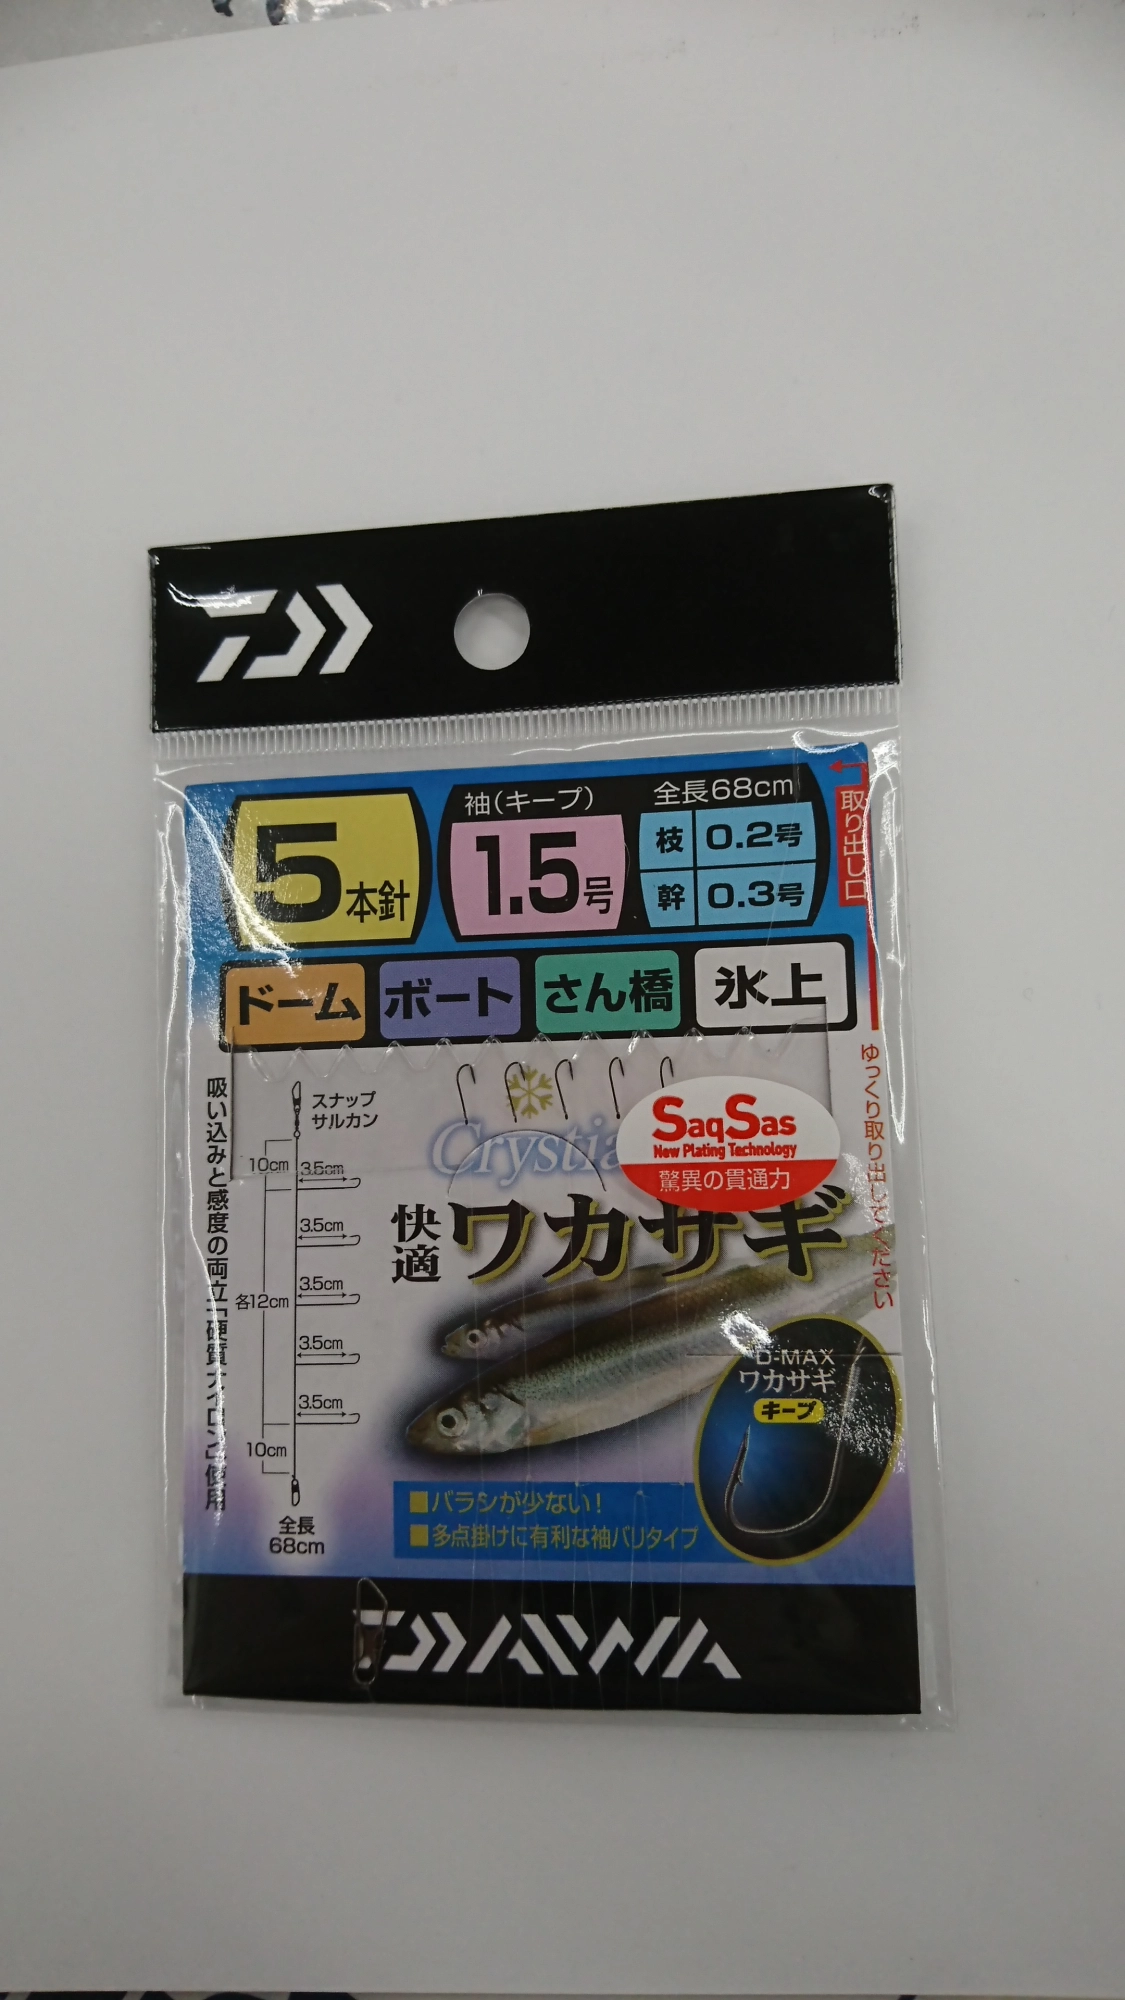 5本針
袖(キープ)
1.5号
全長68cm
枝 0.2号
幹 0.3号
取り出し口
ドーム ボート さん橋 氷上
ゆっくり取り出してください
吸い込みと感度の両立「硬質ナイロン」使用
スナップ
サルカン
10cm
3.5cm
3.5cm
各12cm
3.5cm
3.5cm
3.5cm
10cm
全長
68cm
Crystia
SaqSas
New Plating Technology
驚異の貫通力
快適
ワカサギ
D-MAX
ワカサギ
キープ
■バラシが少ない!
■多点掛けに有利な袖バリタイプ
DAIWA